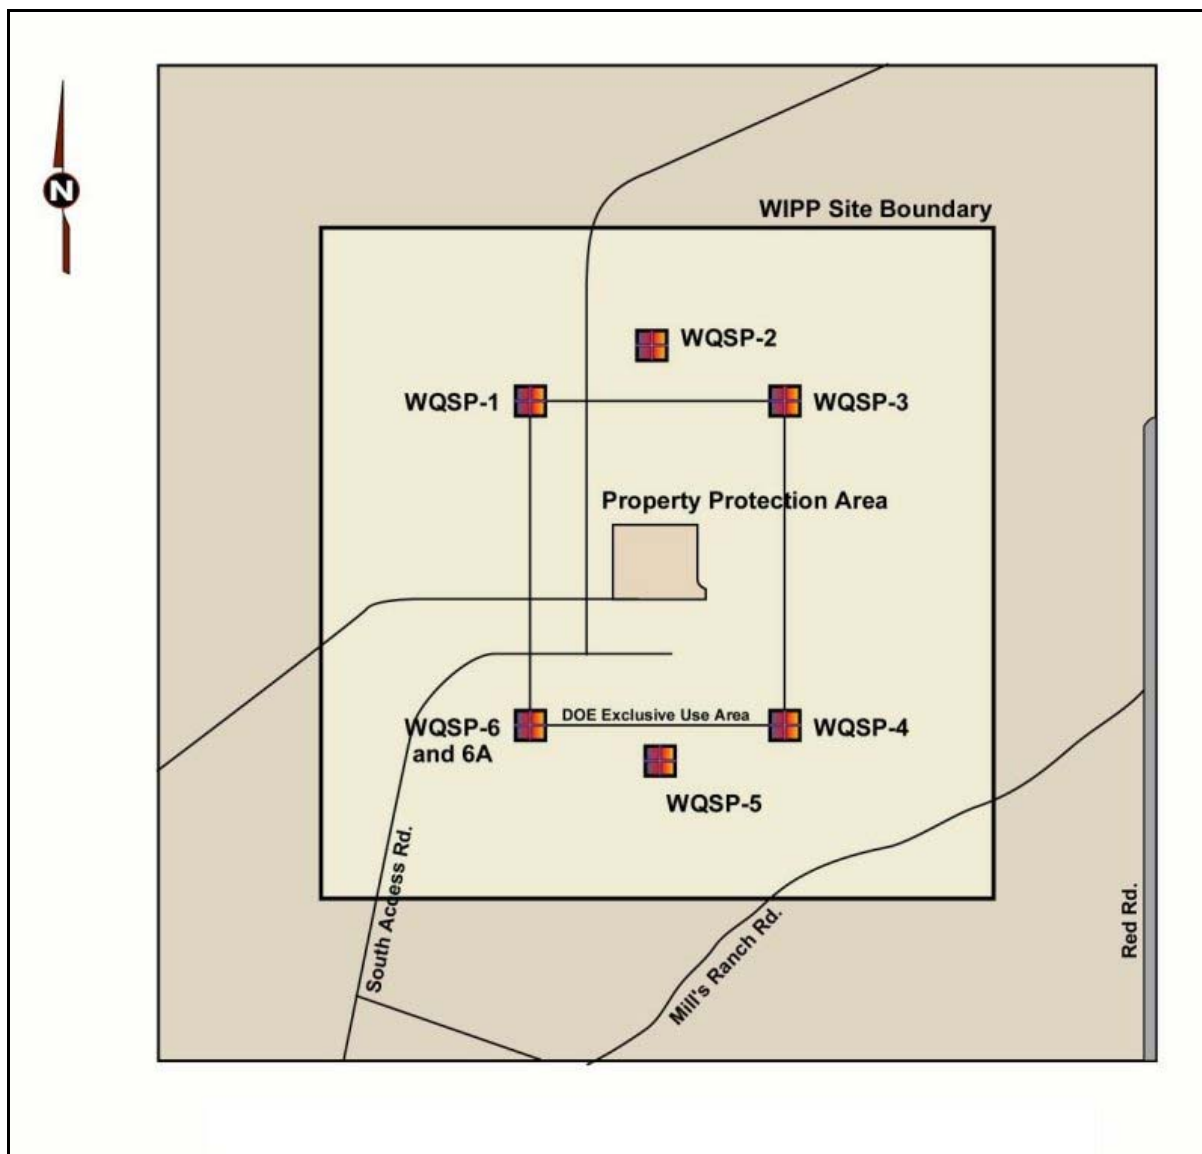 N
WIPP Site Boundary
WQSP-2
WQSP-1
WQSP-3
Property Protection Area
DOE Exclusive Use Area
WQSP-6
and 6A
WQSP-4
WQSP-5
South Access Rd.
Mill's Ranch Rd.
Red Rd.